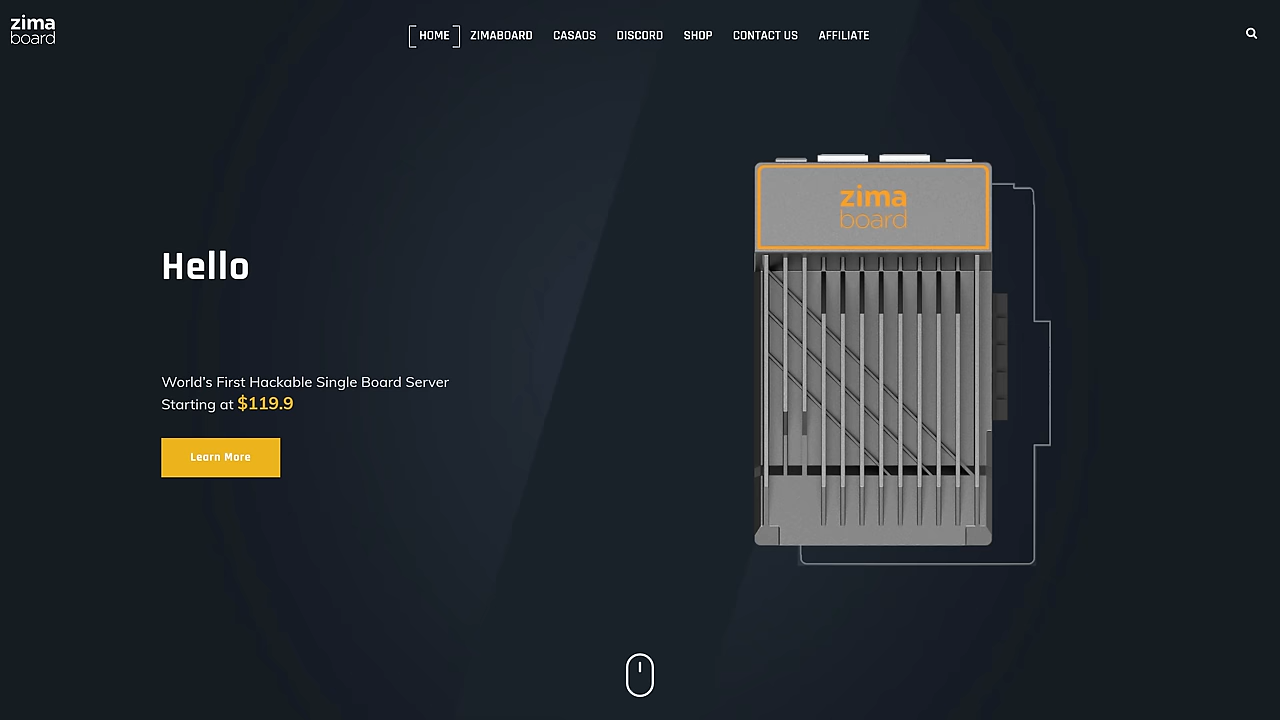 zima
board
HOME ZIMABOARD CASAOS DISCORD SHOP CONTACT US AFFILIATE
zima
board
Hello
World's First Hackable Single Board Server
Starting at $119.9
Learn More